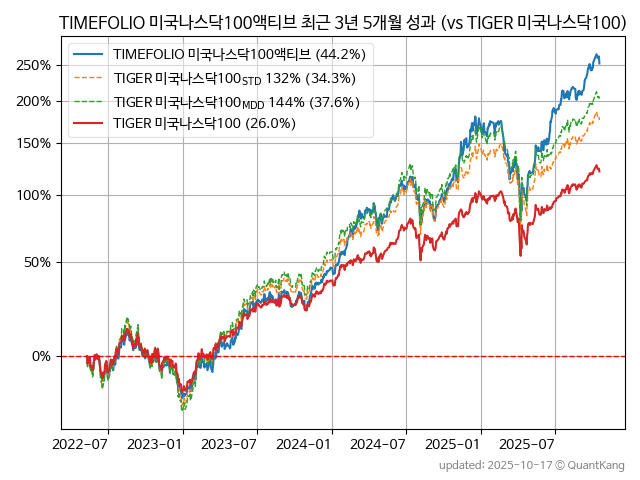 TIMEFOLIO 미국나스닥100액티브 최근 3년 5개월 성과 (vs TIGER 미국나스닥100)
TIMEFOLIO 미국나스닥100액티브 (44.2%)
TIGER 미국나스닥100STD 132% (34.3%)
TIGER 미국나스닥100MDD 144% (37.6%)
TIGER 미국나스닥100 (26.0%)
250%
200%
150%
100%
50%
0%
2022-07 2023-01 2023-07 2024-01 2024-07 2025-01 2025-07
updated: 2025-10-17 ⓒ QuantKang